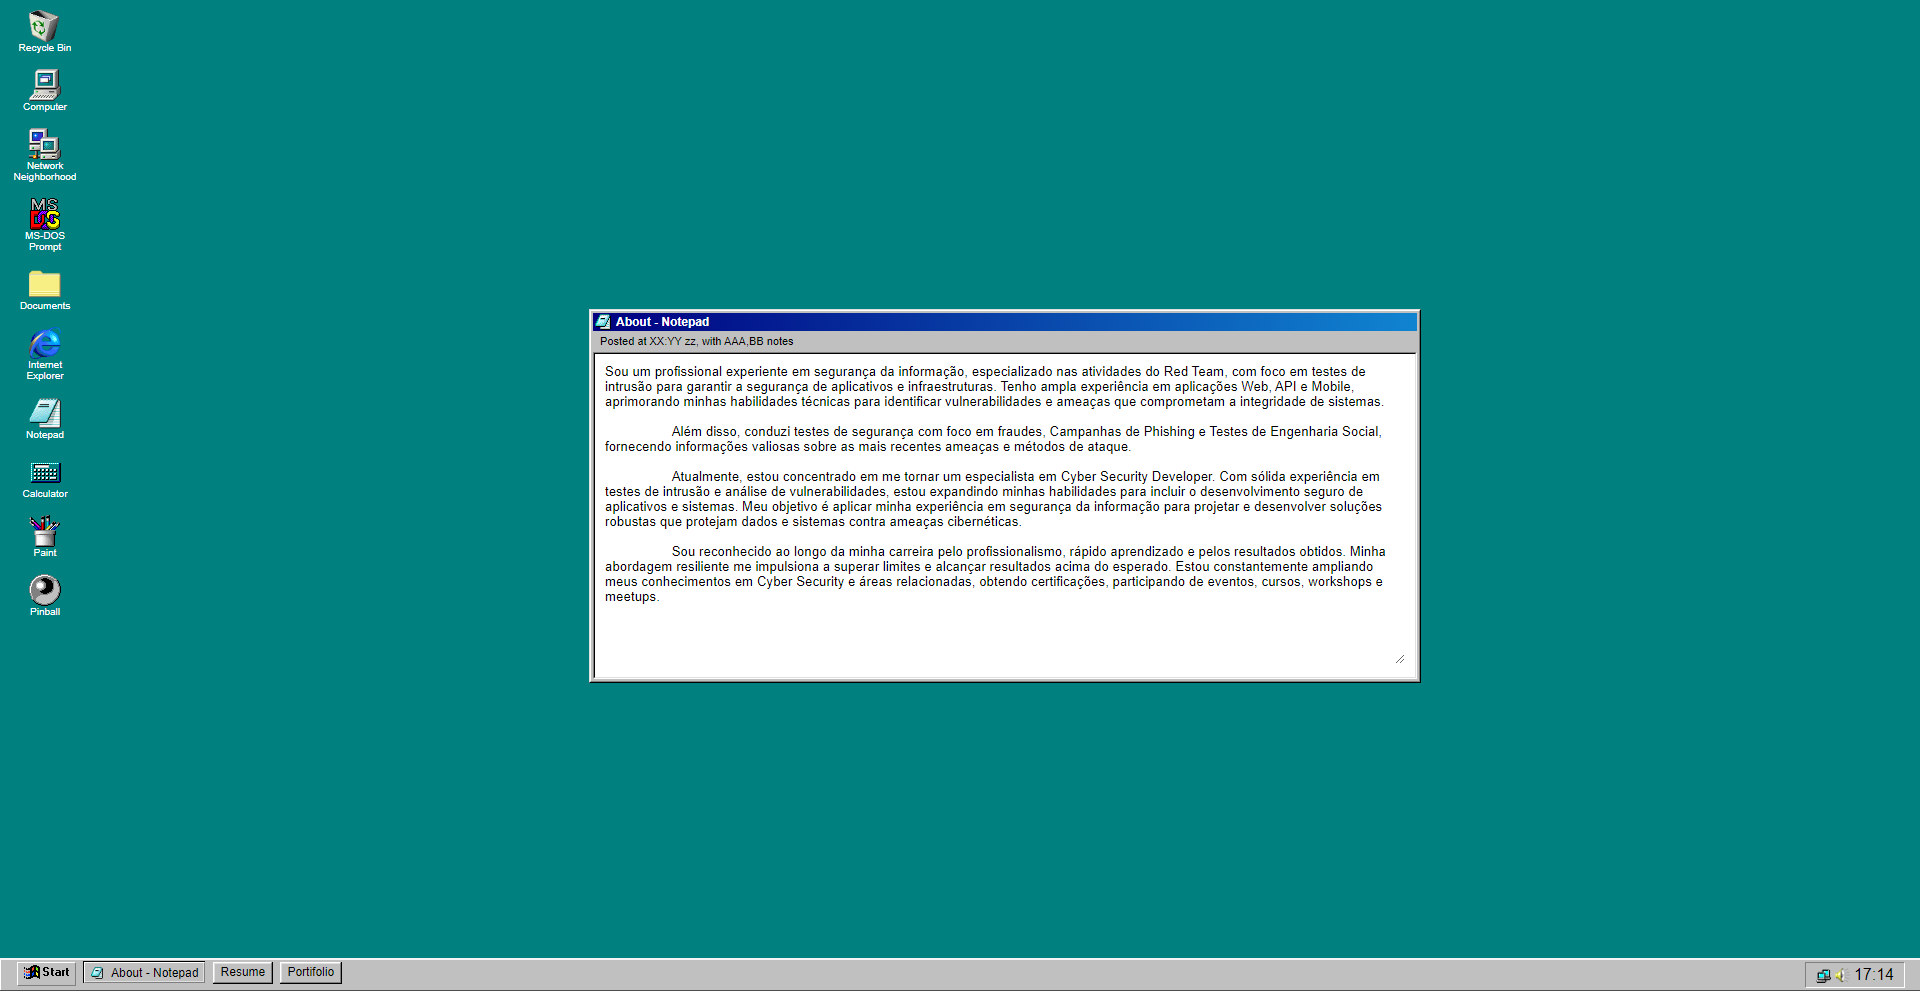 Recycle Bin
Computer
Network
Neighborhood
MS
DOS
MS-DOS
Prompt
Documents
Internet
Explorer
Notepad
Calculator
Paint
Pinball
About - Notepad
Posted at XX:YY zz, with AAA,BB notes
Sou um profissional experiente em segurança da informação, especializado nas atividades do Red Team, com foco em testes de
intrusão para garantir a segurança de aplicativos e infraestruturas. Tenho ampla experiência em aplicações Web, API e Mobile,
aprimorando minhas habilidades técnicas para identificar vulnerabilidades e ameaças que comprometam a integridade de sistemas.
Além disso, conduzi testes de segurança com foco em fraudes, Campanhas de Phishing e Testes de Engenharia Social,
fornecendo informações valiosas sobre as mais recentes ameaças e métodos de ataque.
Atualmente, estou concentrado em me tornar um especialista em Cyber Security Developer. Com sólida experiência em
testes de intrusão e análise de vulnerabilidades, estou expandindo minhas habilidades para incluir o desenvolvimento seguro de
aplicativos e sistemas. Meu objetivo é aplicar minha experiência em segurança da informação para projetar e desenvolver soluções
robustas que protejam dados e sistemas contra ameaças cibernéticas.
Sou reconhecido ao longo da minha carreira pelo profissionalismo, rápido aprendizado e pelos resultados obtidos. Minha
abordagem resiliente me impulsiona a superar limites e alcançar resultados acima do esperado. Estou constantemente ampliando
meus conhecimentos em Cyber Security e áreas relacionadas, obtendo certificações, participando de eventos, cursos, workshops e
meetups.
Start
About - Notepad
Resume
Portifolio
17:14